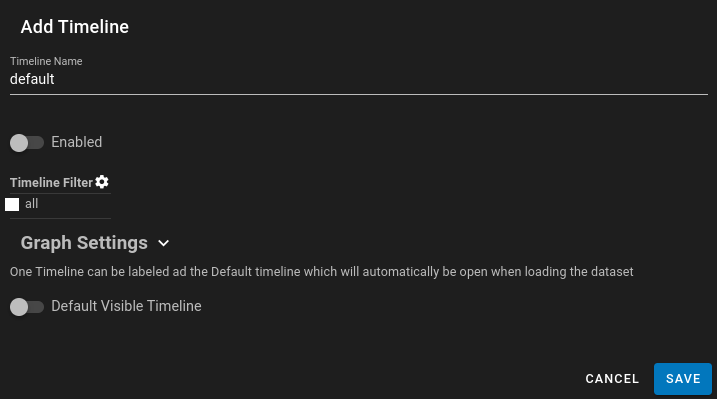 Add Timeline
Timeline Name
default
Enabled
Timeline Filter
all
Graph Settings
One Timeline can be labeled ad the Default timeline which will automatically be open when loading the dataset
Default Visible Timeline
CANCEL SAVE